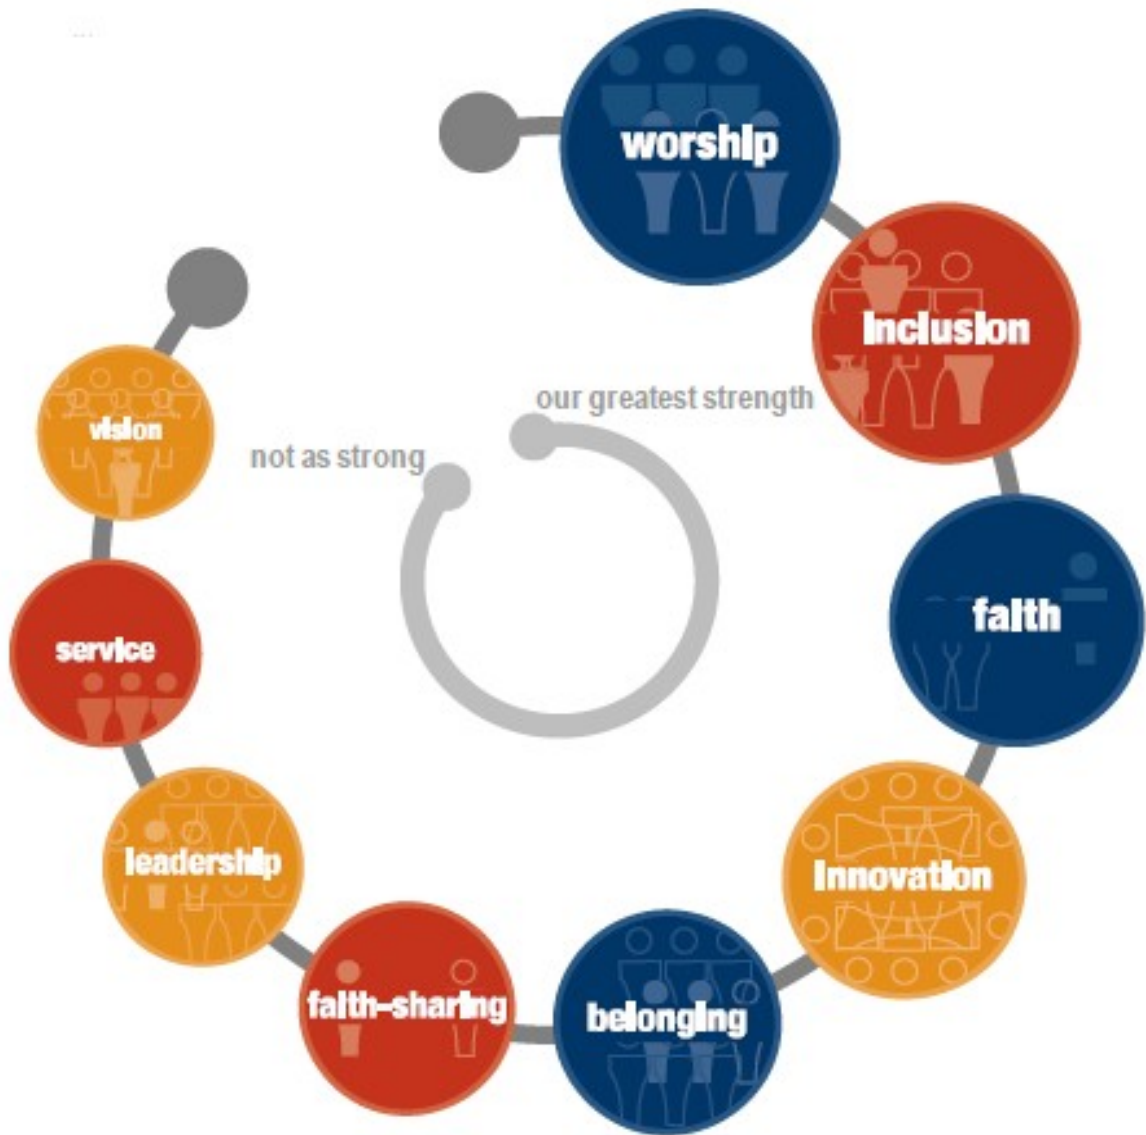 worship
Inclusion
our greatest strength
not as strong
vision
faith
service
Innovation
leadership
faith-sharing
belonging